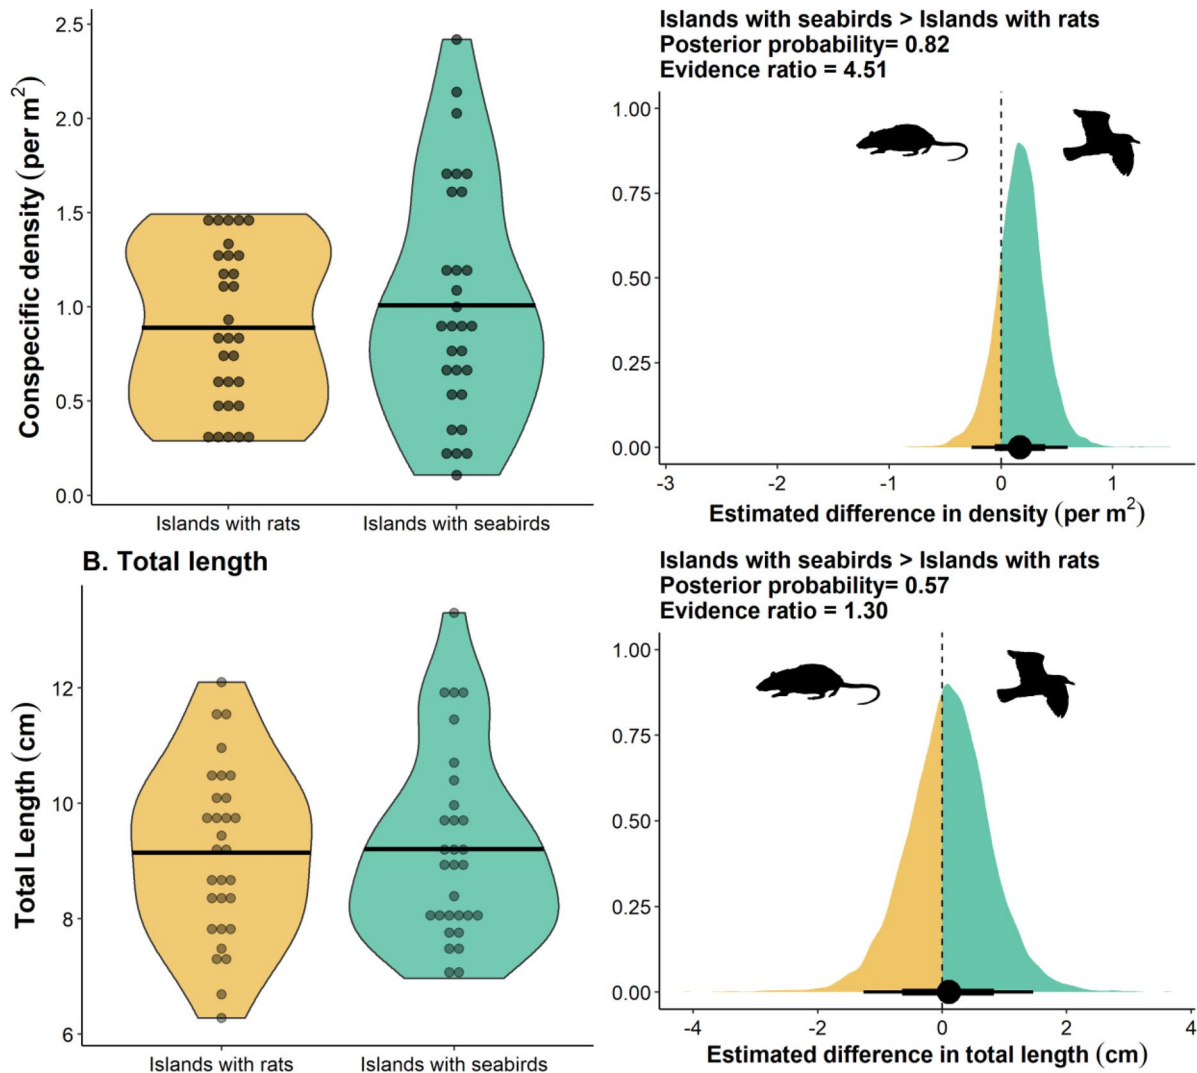 2.5
2.0
1.5
1.0
0.5
0.0
Conspecific density (per m²)
Islands with rats
Islands with seabirds
Islands with seabirds > Islands with rats
Posterior probability= 0.82
Evidence ratio = 4.51
1.00
0.75
0.50
0.25
0.00
-3
-2
-1
0
1
Estimated difference in density (per m²)
B. Total length
12
10
8
6
Total Length (cm)
Islands with rats
Islands with seabirds
Islands with seabirds > Islands with rats
Posterior probability= 0.57
Evidence ratio = 1.30
1.00
0.75
0.50
0.25
0.00
-4
-2
0
2
4
Estimated difference in total length (cm)